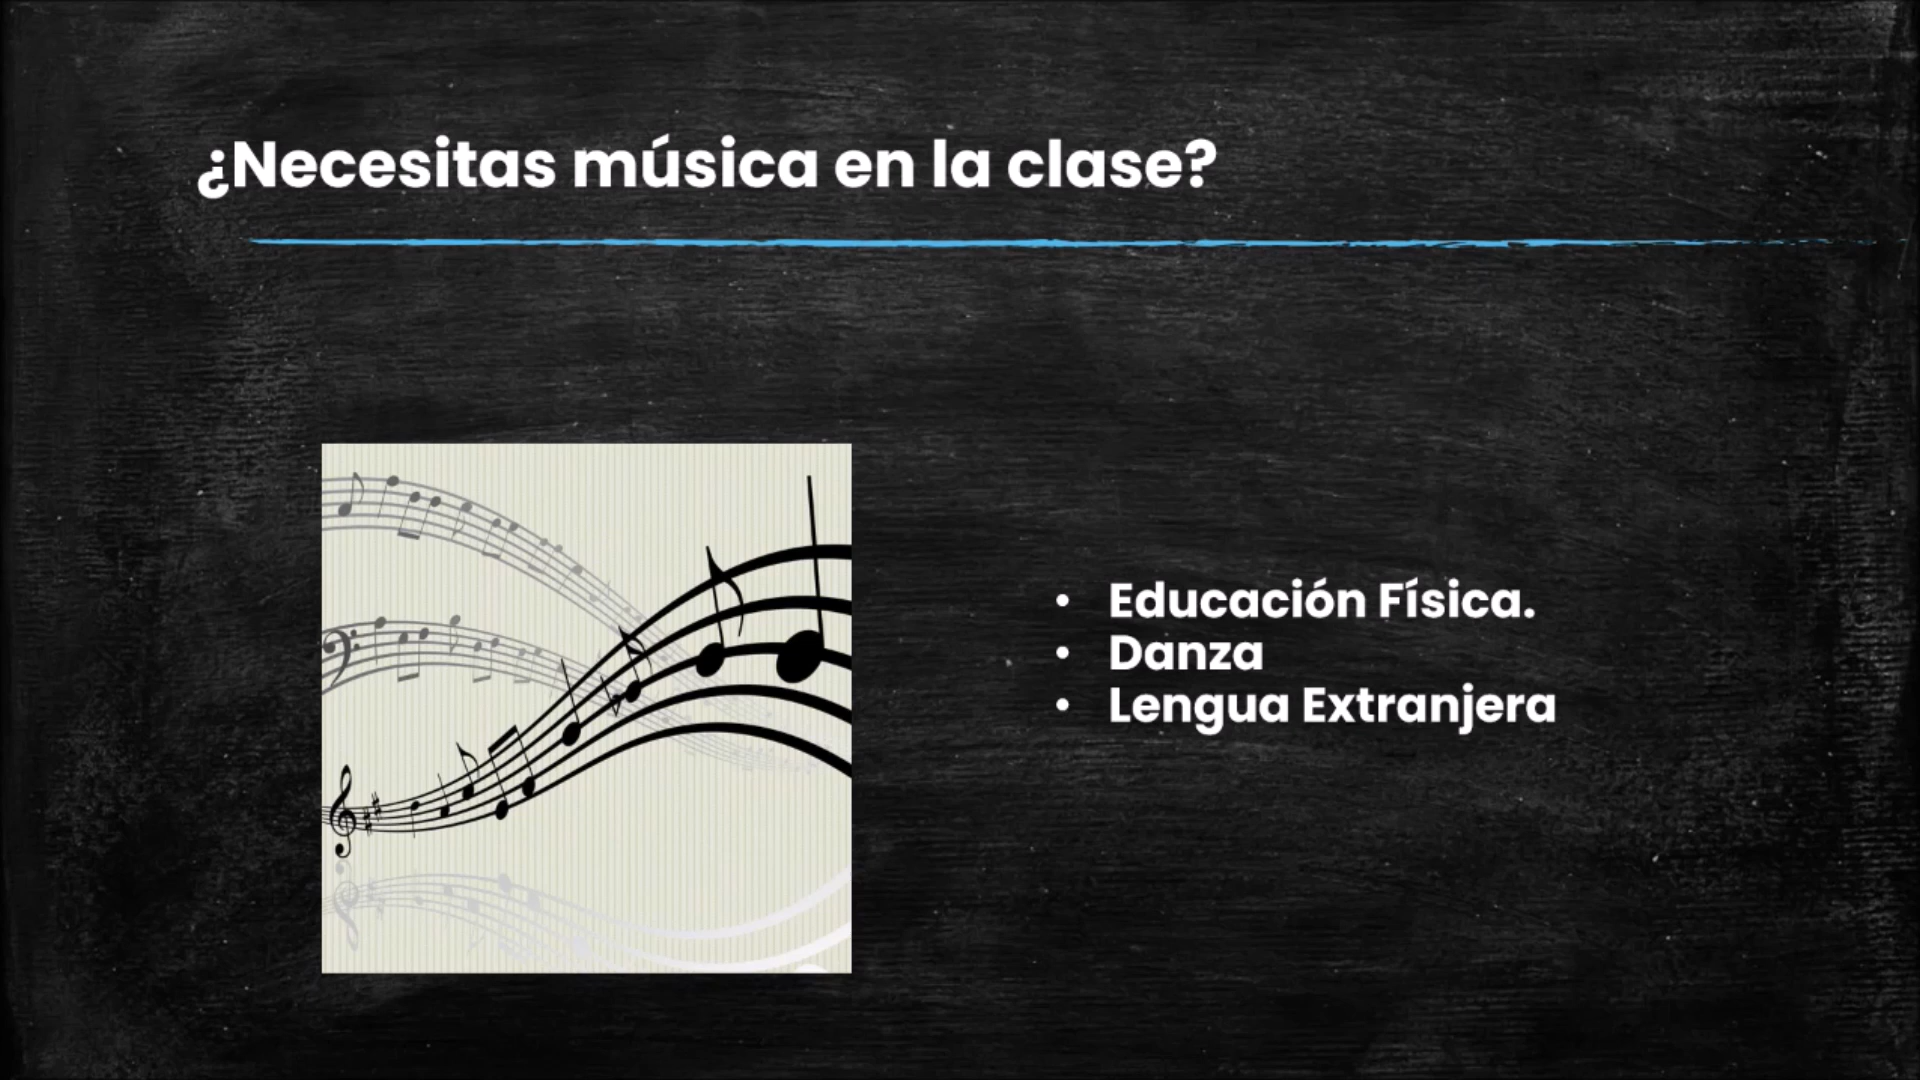 ¿Necesitas música en la clase?
• Educación Física.
• Danza
• Lengua Extranjera